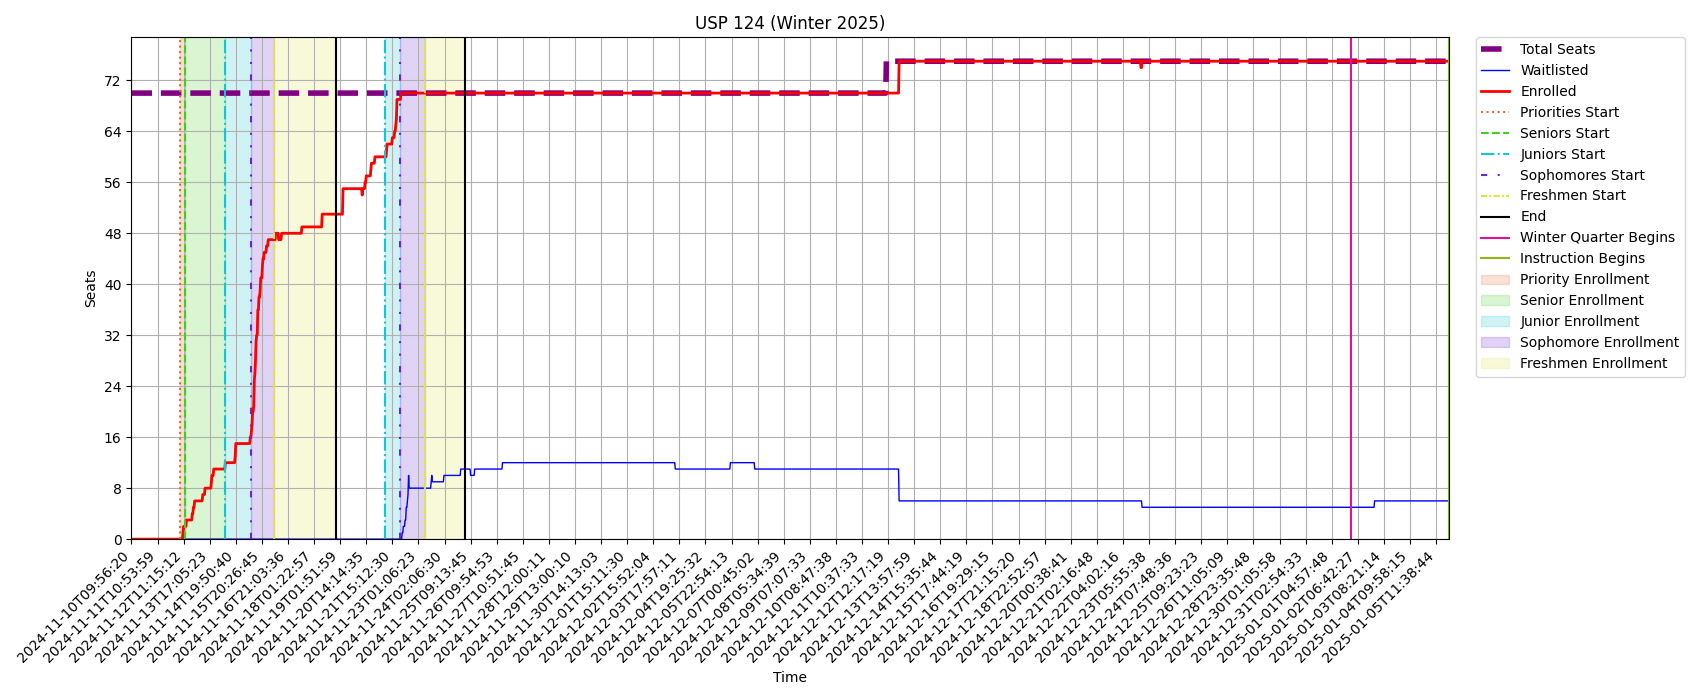 USP 124 (Winter 2025)
Seats
72
64
56
48
40
32
24
16
8
0
2024-11-10T09:56:20
2024-11-11T10:53:59
2024-11-12T11:15:12
2024-11-13T17:05:23
2024-11-14T19:50:40
2024-11-15T20:26:45
2024-11-16T21:03:36
2024-11-18T01:22:57
2024-11-19T01:51:59
2024-11-20T14:14:35
2024-11-21T15:12:30
2024-11-23T01:06:23
2024-11-24T02:06:30
2024-11-25T09:13:45
2024-11-26T09:54:53
2024-11-27T10:51:45
2024-11-28T12:00:11
2024-11-29T13:00:10
2024-11-30T14:13:03
2024-12-01T15:11:30
2024-12-02T15:52:04
2024-12-03T17:57:11
2024-12-04T19:25:32
2024-12-05T22:54:13
2024-12-07T00:45:02
2024-12-08T05:34:39
2024-12-09T07:07:33
2024-12-10T08:47:38
2024-12-11T10:37:33
2024-12-12T12:17:19
2024-12-13T13:57:59
2024-12-14T15:35:44
2024-12-15T17:44:19
2024-12-16T19:29:15
2024-12-17T21:15:20
2024-12-18T22:52:57
2024-12-20T00:38:41
2024-12-21T02:16:48
2024-12-22T04:02:16
2024-12-23T05:55:38
2024-12-24T07:48:36
2024-12-25T09:23:23
2024-12-26T11:05:09
2024-12-28T23:35:48
2024-12-30T01:05:58
2024-12-31T02:54:33
2025-01-01T04:57:48
2025-01-02T06:42:27
2025-01-03T08:21:14
2025-01-04T09:58:15
2025-01-05T11:38:44
Time
Total Seats
Waitlisted
Enrolled
Priorities Start
Seniors Start
Juniors Start
Sophomores Start
Freshmen Start
End
Winter Quarter Begins
Instruction Begins
Priority Enrollment
Senior Enrollment
Junior Enrollment
Sophomore Enrollment
Freshmen Enrollment